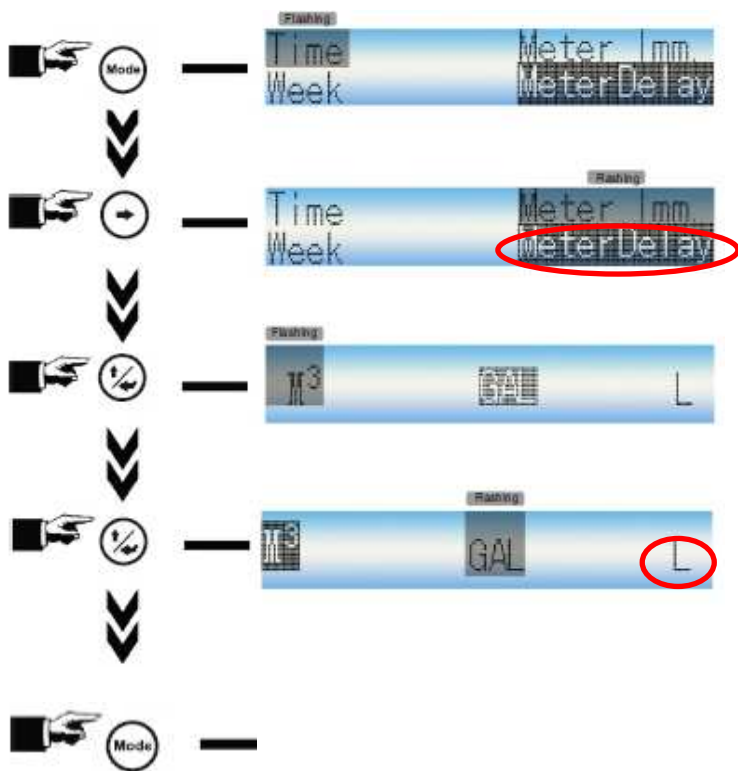 Flashing
Mode
Time
Meter Imm.
Week
MeterDelay
Flashing
Time
Meter Imm.
Week
MeterDelay
Flashing
M³
GAL
L
Flashing
M³
GAL
L
Mode